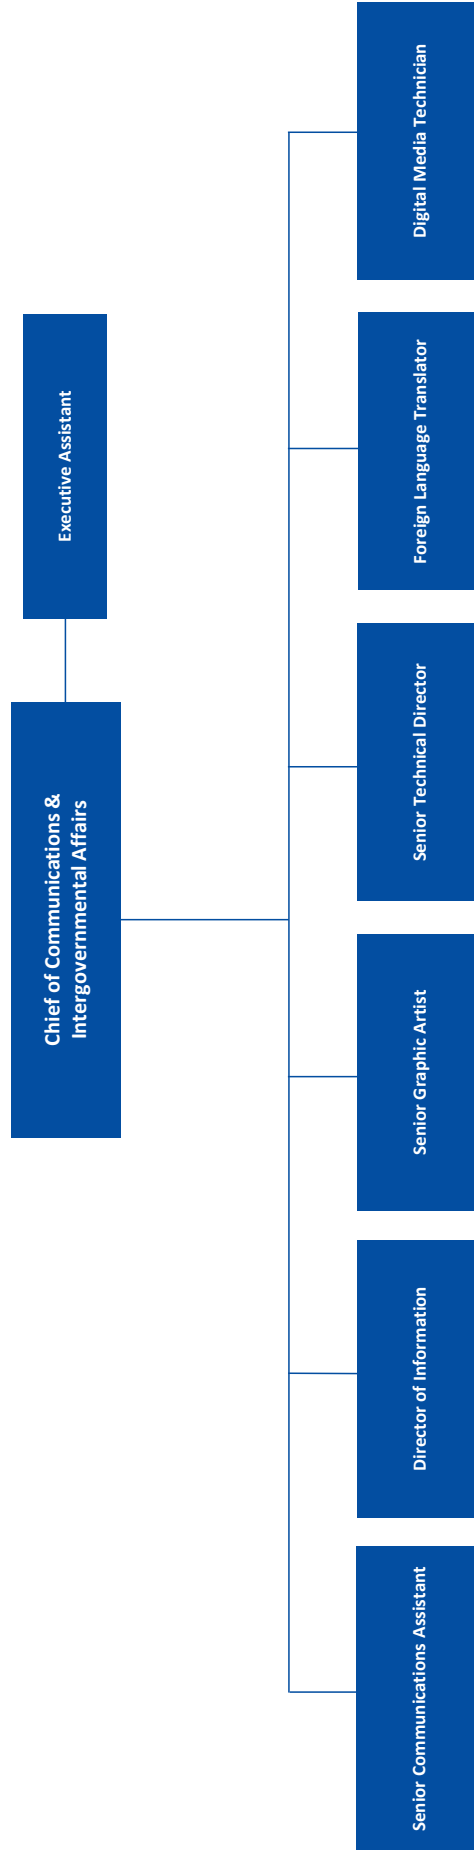 Chief of Communications &
Intergovernmental Affairs
Executive Assistant
Senior Communications Assistant
Director of Information
Senior Graphic Artist
Senior Technical Director
Foreign Language Translator
Digital Media Technician